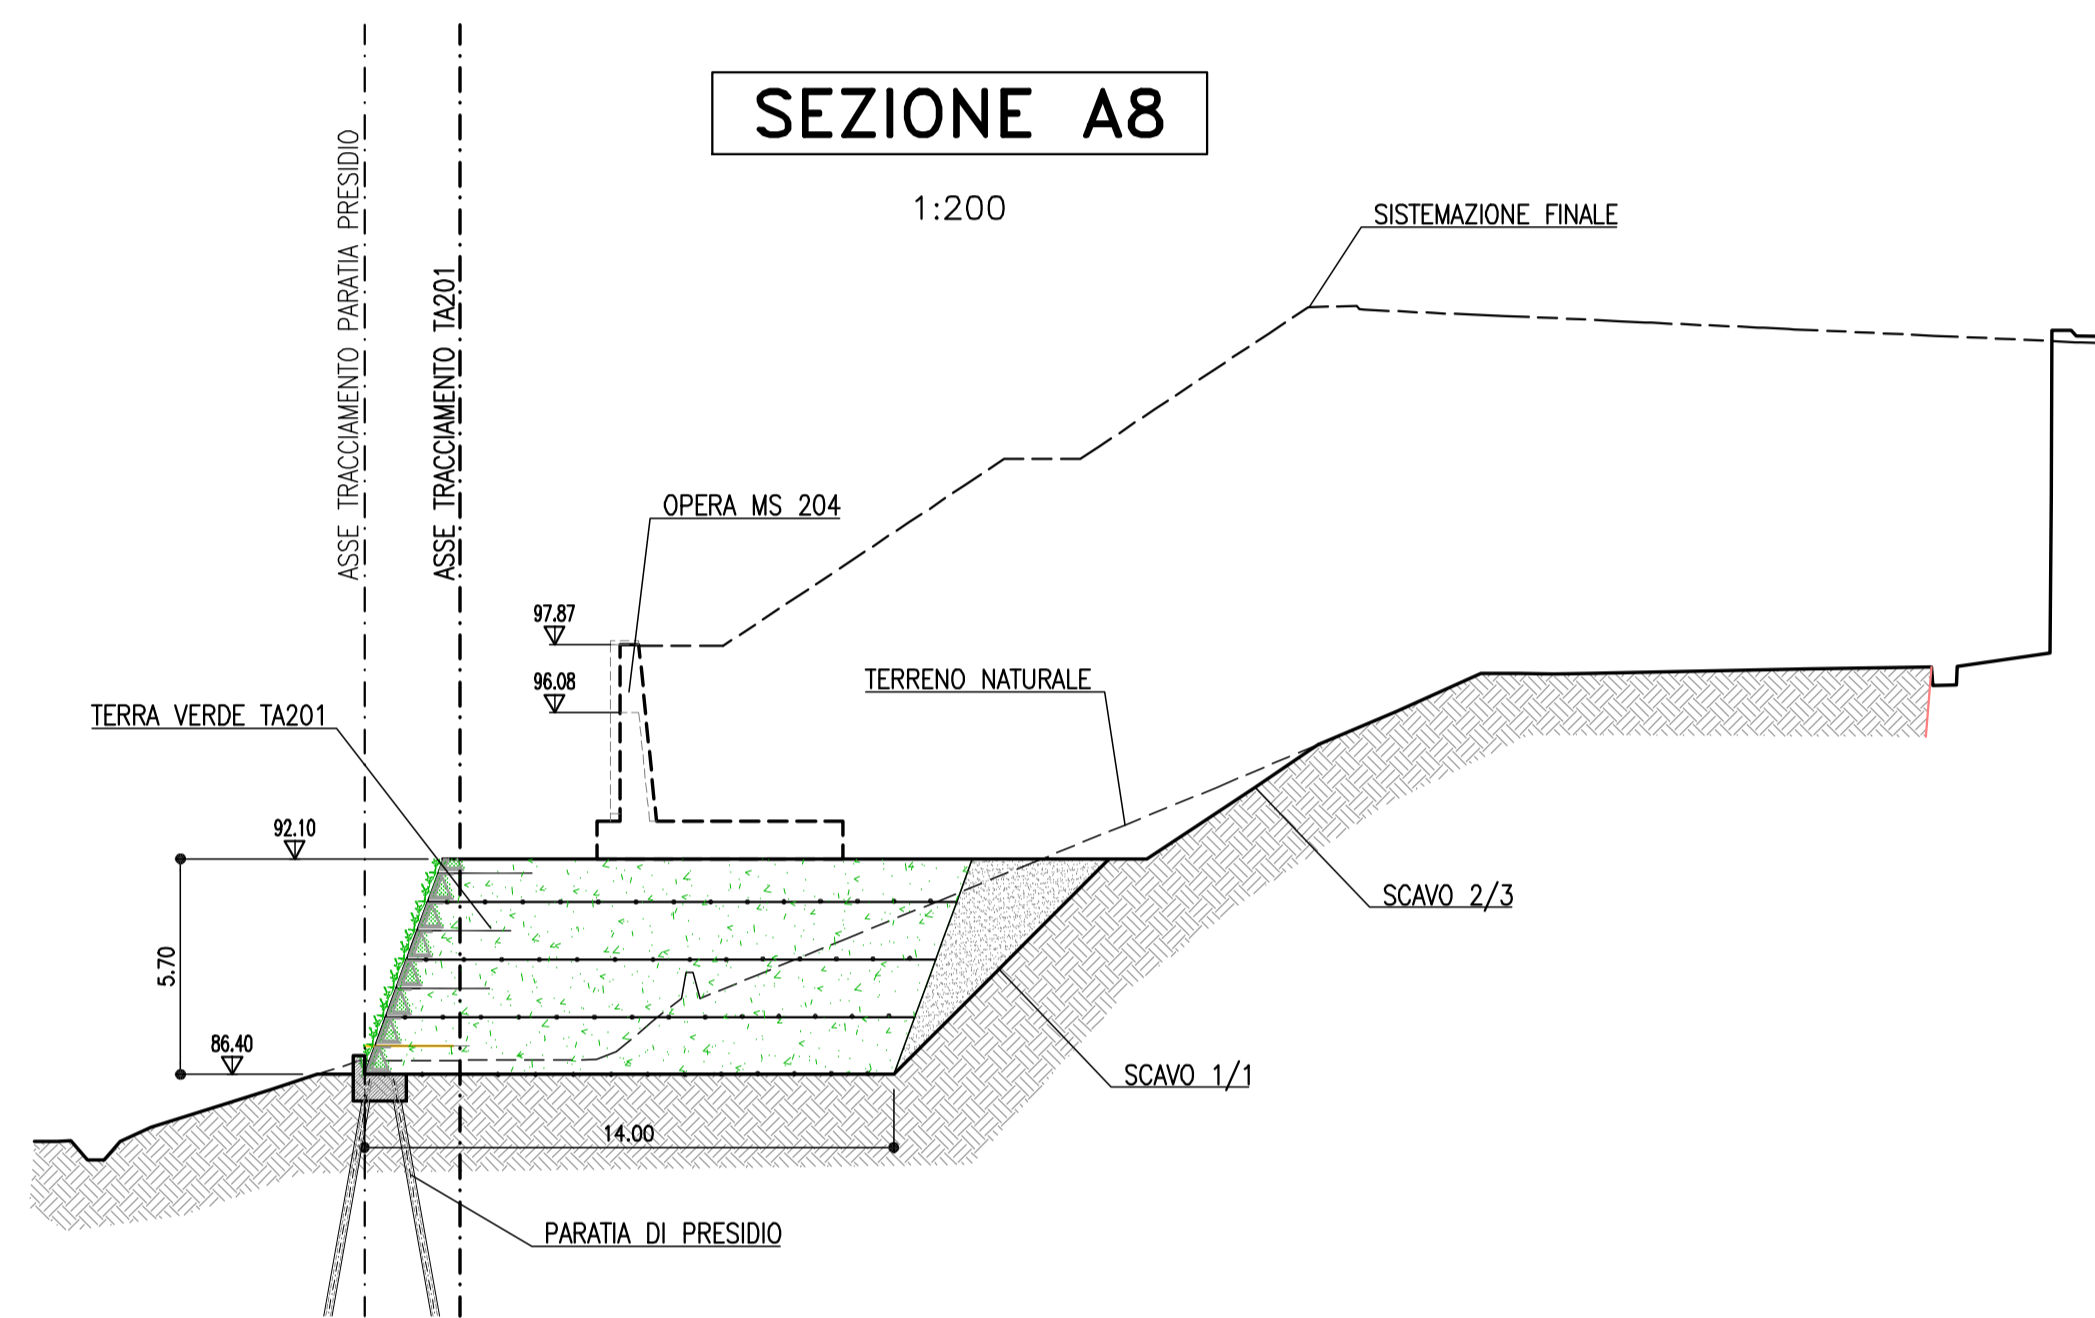 SEZIONE A8
1:200
ASSE TRACCIAMENTO PARATIA PRESIDIO
ASSE TRACCIAMENTO TA201
SISTEMAZIONE FINALE
OPERA MS 204
97.87
96.08
TERRENO NATURALE
TERRA VERDE TA201
92.10
SCAVO 2/3
5.70
86.40
SCAVO 1/1
14.00
PARATIA DI PRESIDIO